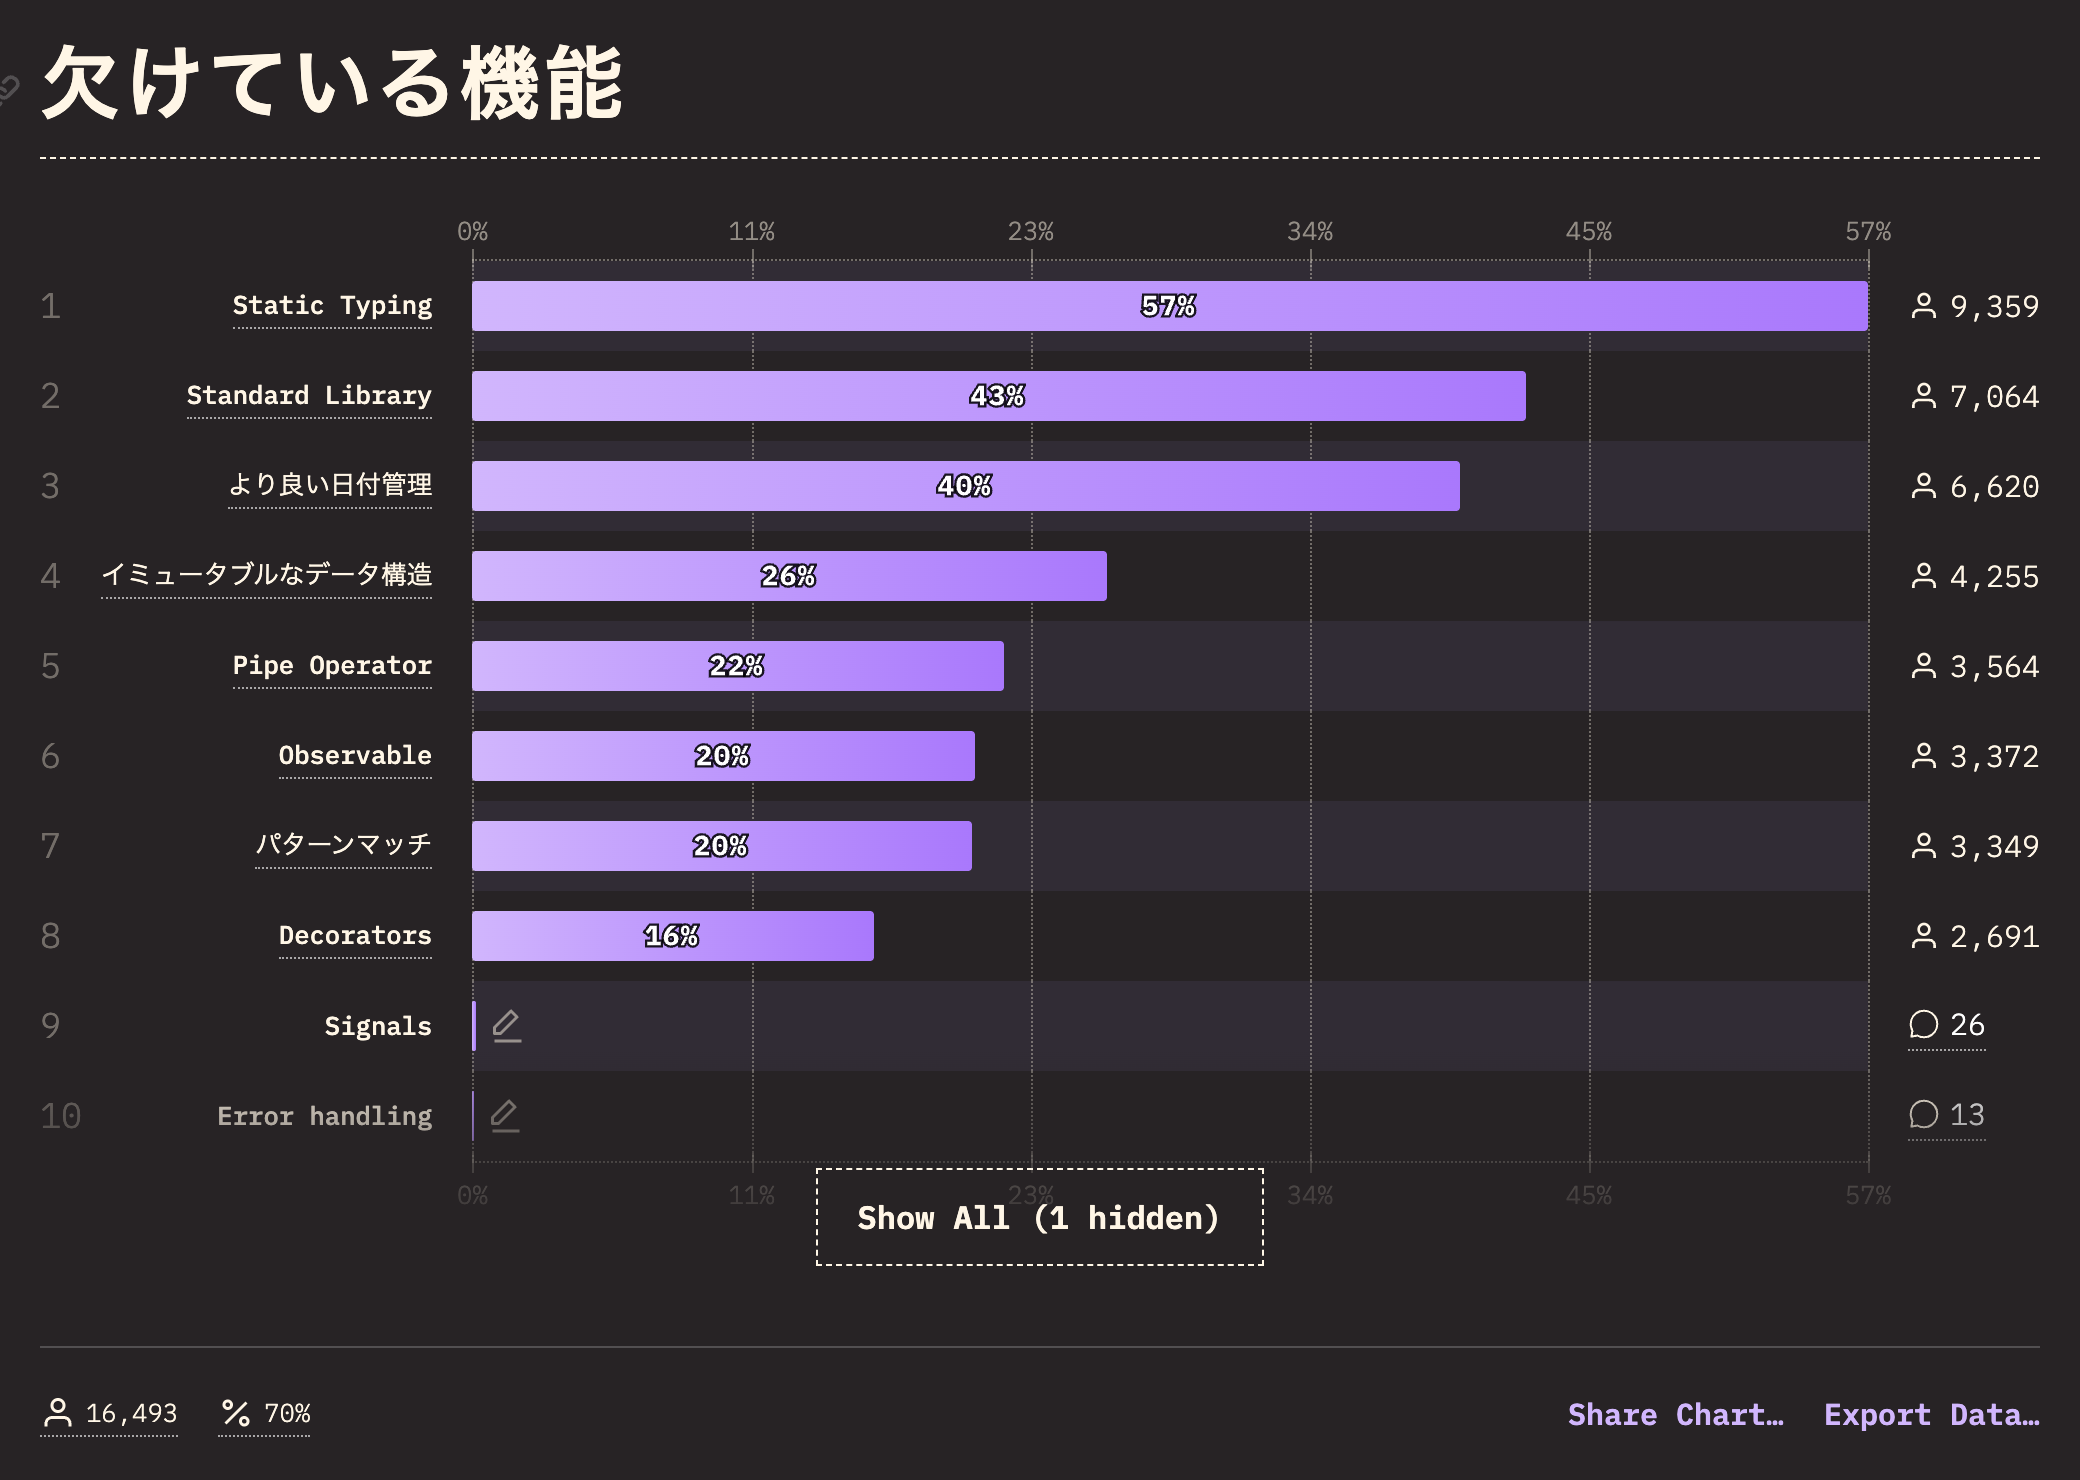 欠けている機能
0% 11% 23% 34% 45% 57%
1 Static Typing 57% 9,359
2 Standard Library 43% 7,064
3 より良い日付管理 40% 6,620
4 イミュータブルなデータ構造 26% 4,255
5 Pipe Operator 22% 3,564
6 Observable 20% 3,372
7 パターンマッチ 20% 3,349
8 Decorators 16% 2,691
9 Signals 26
10 Error handling 13
0% 11% 23% 34% 45% 57%
Show All (1 hidden)
16,493 70% Share Chart… Export Data…